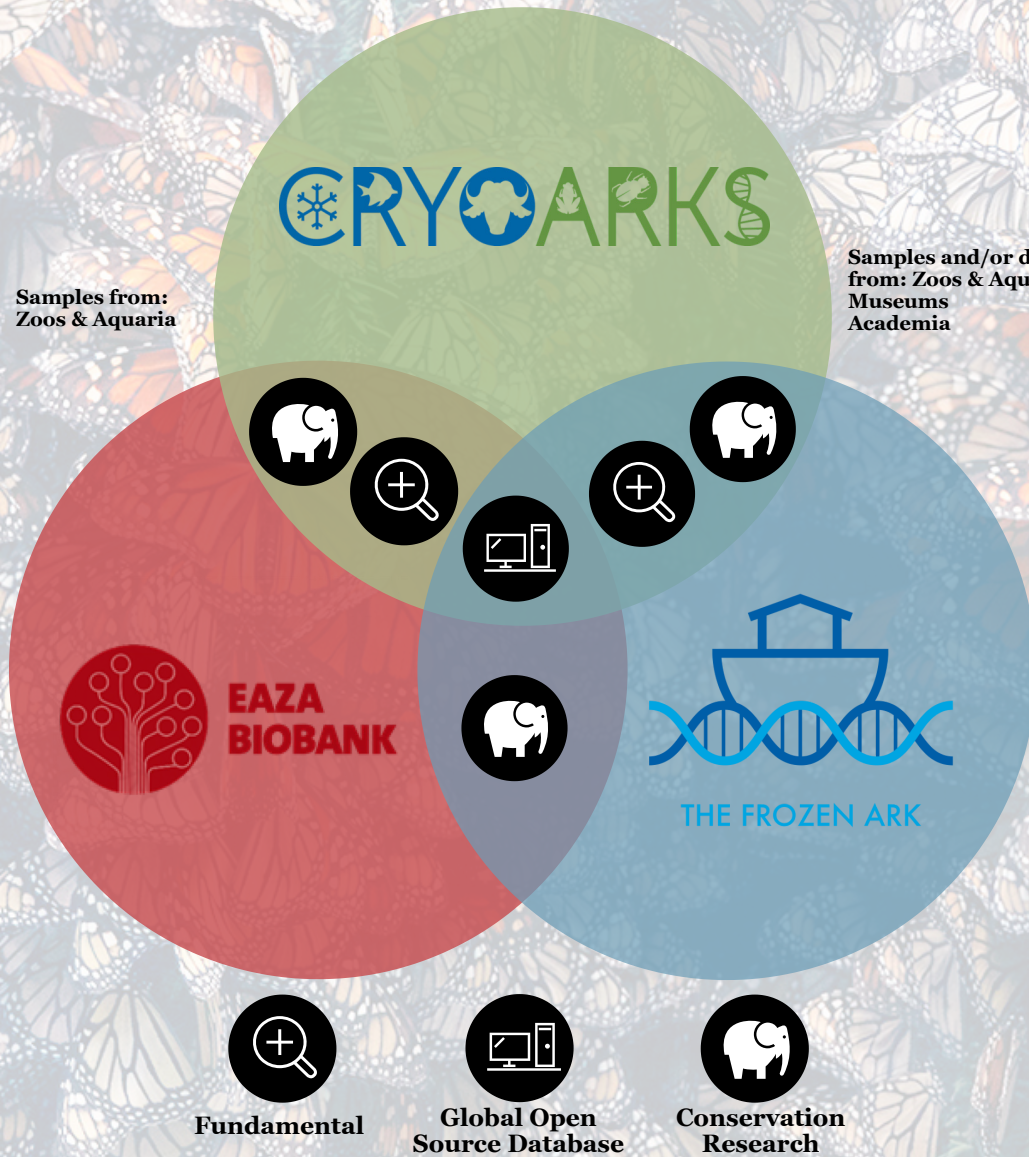 CRYOARKS
Samples from:
Zoos & Aquaria
Samples and/or d
from: Zoos & Aqu
Museums
Academia
EAZA
BIOBANK
THE FROZEN ARK
Fundamental
Global Open
Source Database
Conservation
Research